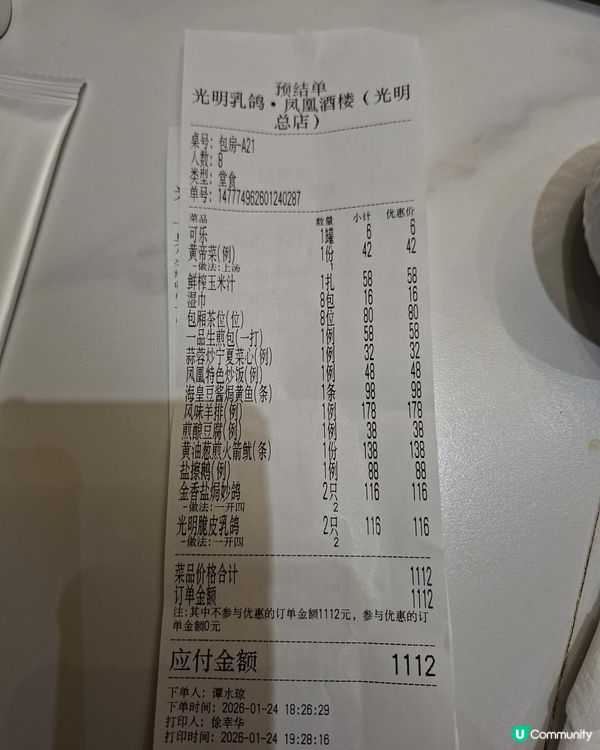 预结单
光明乳鸽·凤凰酒楼（光明
总店）
桌号: 包房-A21
人数: 8
类型: 堂食
单号: 147774962601240287
菜品 数量 小计 优惠价
可乐 1罐 6 6
黄帝菜(例) 1份 42 42
-做法:上汤 1
鲜榨玉米汁 1扎 58 58
湿巾 8包 16 16
包厢茶位(位) 8位 80 80
一品生煎包(一打) 1例 58 58
蒜蓉炒宁夏菜心(例) 1例 32 32
凤凰特色炒饭(例) 1例 48 48
海皇豆酱焗黄鱼(条) 1条 98 98
风味羊排(例) 1例 178 178
煎酿豆腐(例) 1例 38 38
黄油葱煎火箭鱿(条) 1份 138 138
盐擦鹅(例) 1例 88 88
金香盐焗妙鸽 2只 116 116
-做法:一开四 2
光明脆皮乳鸽 2只 116 116
-做法:一开四 2
菜品价格合计 1112
订单金额 1112
注:其中不参与优惠的订单金额1112元, 参与优惠的订
单金额0元
应付金额 1112
下单人: 潭水琼
下单时间: 2026-01-24 18:26:29
打印人: 徐幸华
打印时间: 2026-01-24 19:28:16
U Community